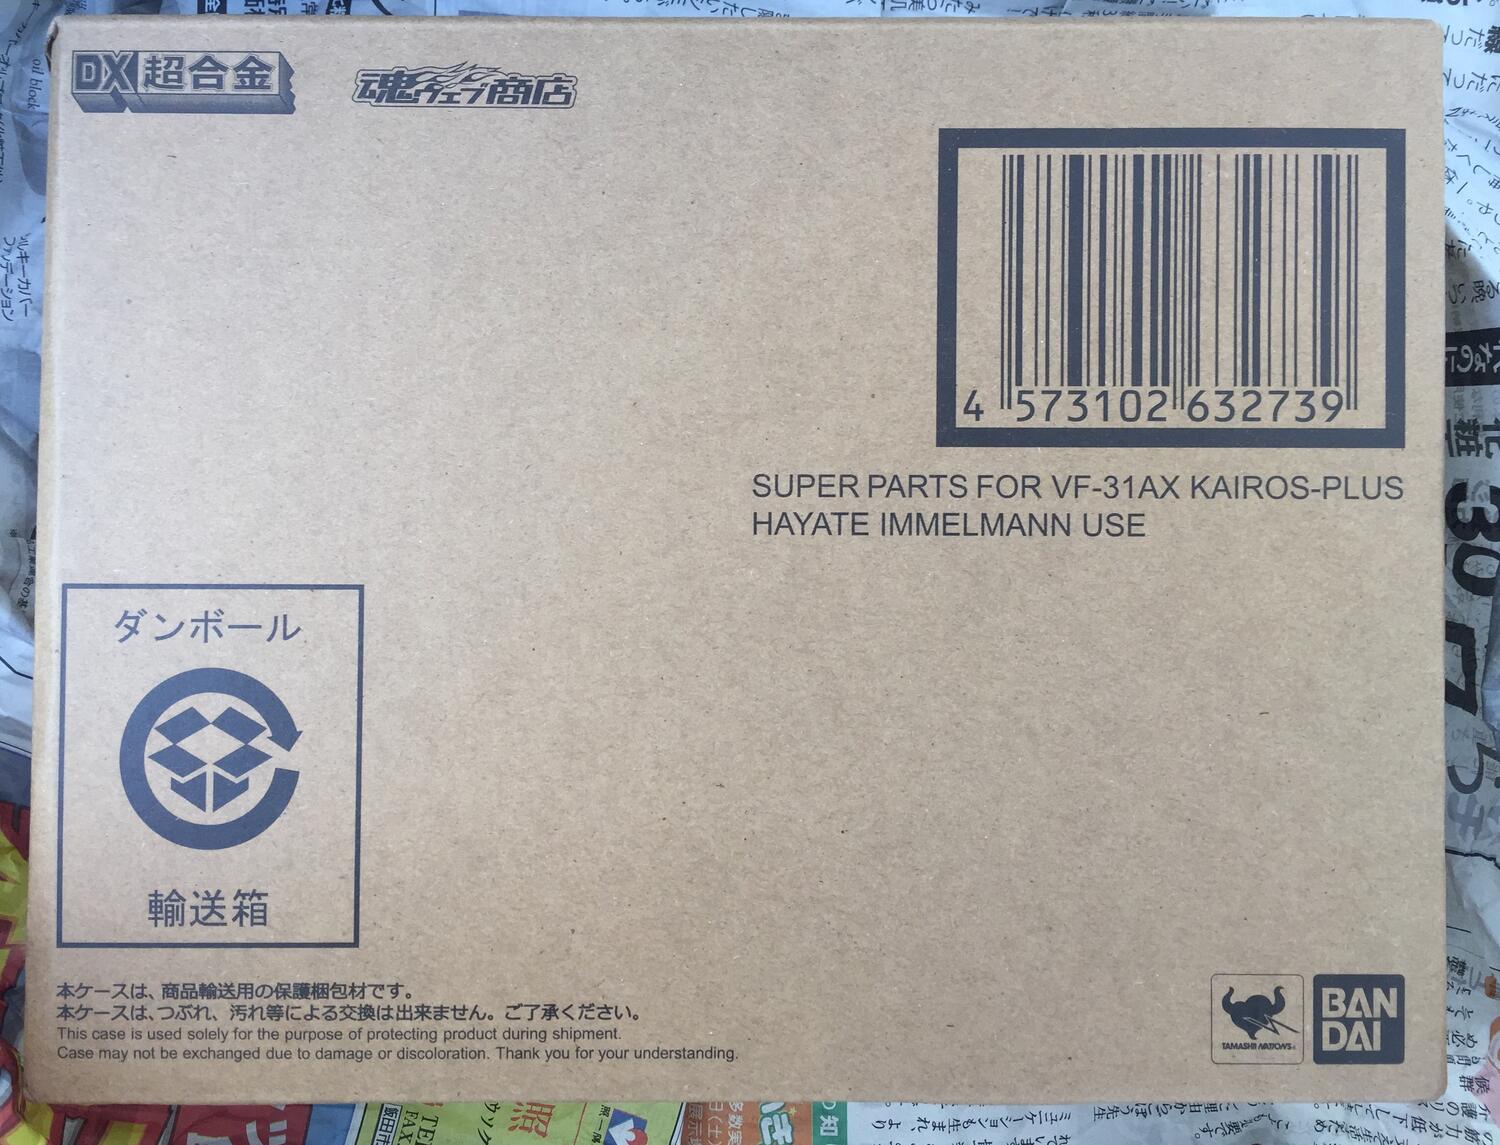 DX超合金
魂ウェブ商店
4 573102 632739
SUPER PARTS FOR VF-31AX KAIROS-PLUS
HAYATE IMMELMANN USE
ダンボール
輸送箱
本ケースは、商品輸送用の保護梱包材です。
本ケースは、つぶれ、汚れ等による交換は出来ません。ご了承ください。
This case is used solely for the purpose of protecting product during shipment.
Case may not be exchanged due to damage or discoloration. Thank you for your understanding.
TAMASHII NATIONS
BAN
DAI